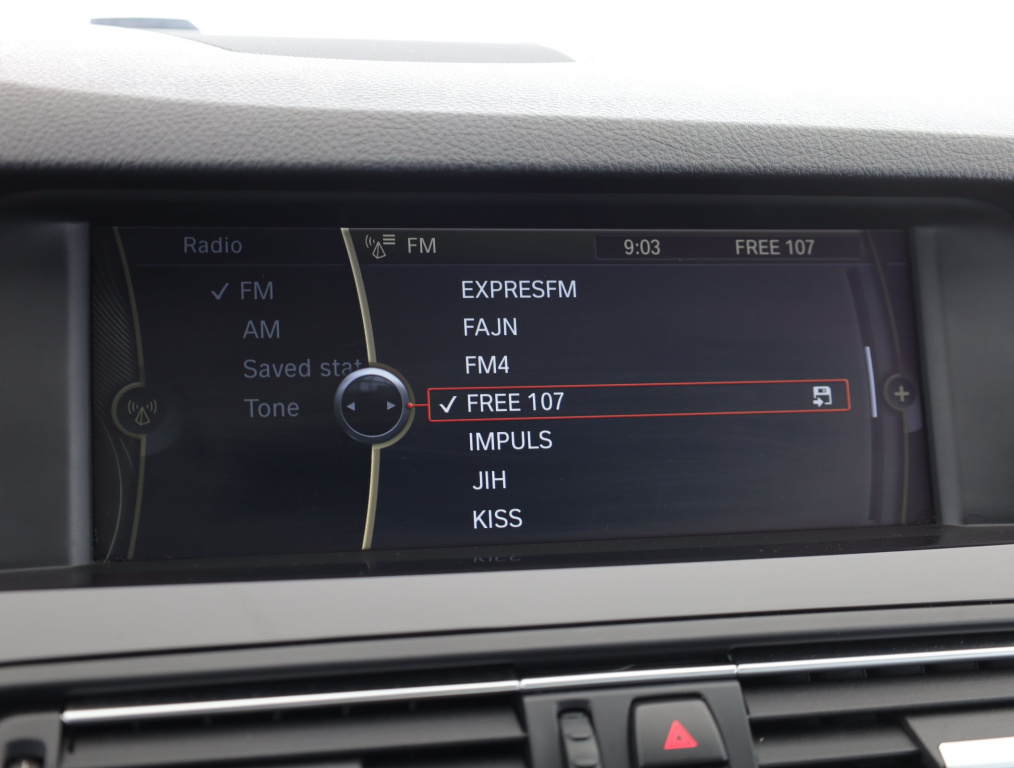 Radio
FM
AM
Saved stat
Tone
FM 9:03 FREE 107
EXPRESFM
FAJN
FM4
FREE 107
IMPULS
JIH
KISS